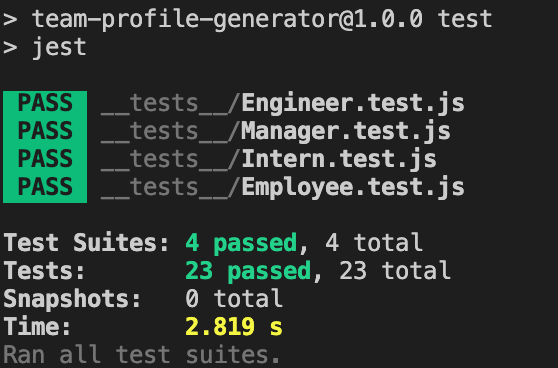 > team-profile-generator@1.0.0 test
> jest
PASS __tests__/Engineer.test.js
PASS __tests__/Manager.test.js
PASS __tests__/Intern.test.js
PASS __tests__/Employee.test.js
Test Suites: 4 passed, 4 total
Tests: 23 passed, 23 total
Snapshots: 0 total
Time: 2.819 s
Ran all test suites.